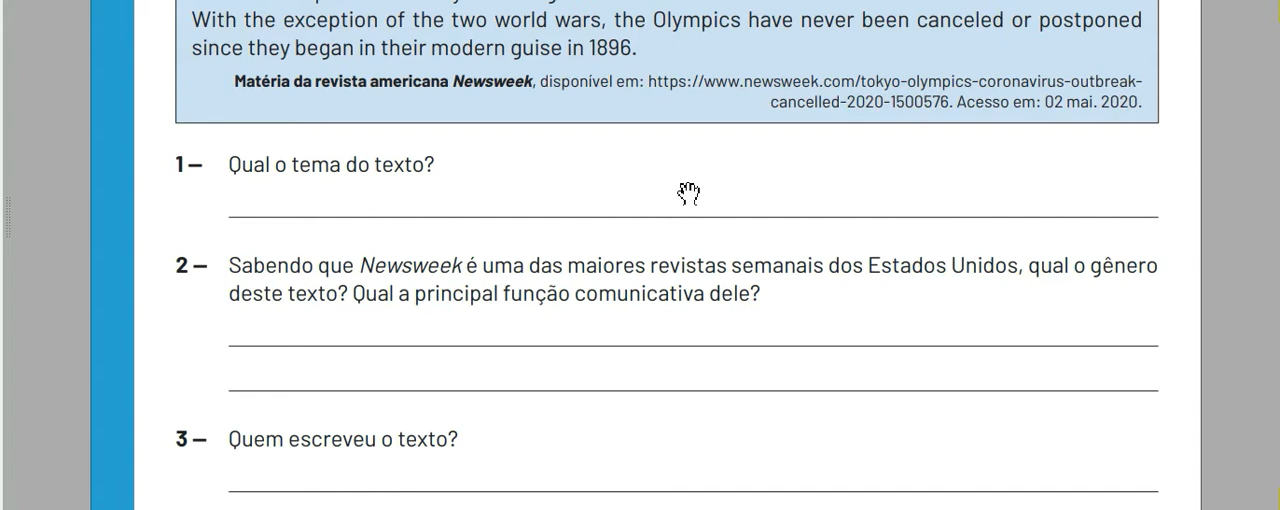 With the exception of the two world wars, the Olympics have never been canceled or postponed
since they began in their modern guise in 1896.
Matéria da revista americana Newsweek, disponível em: https://www.newsweek.com/tokyo-olympics-coronavirus-outbreak-
cancelled-2020-1500576. Acesso em: 02 mai. 2020.
1 – Qual o tema do texto?
2 – Sabendo que Newsweek é uma das maiores revistas semanais dos Estados Unidos, qual o gênero
deste texto? Qual a principal função comunicativa dele?
3 – Quem escreveu o texto?